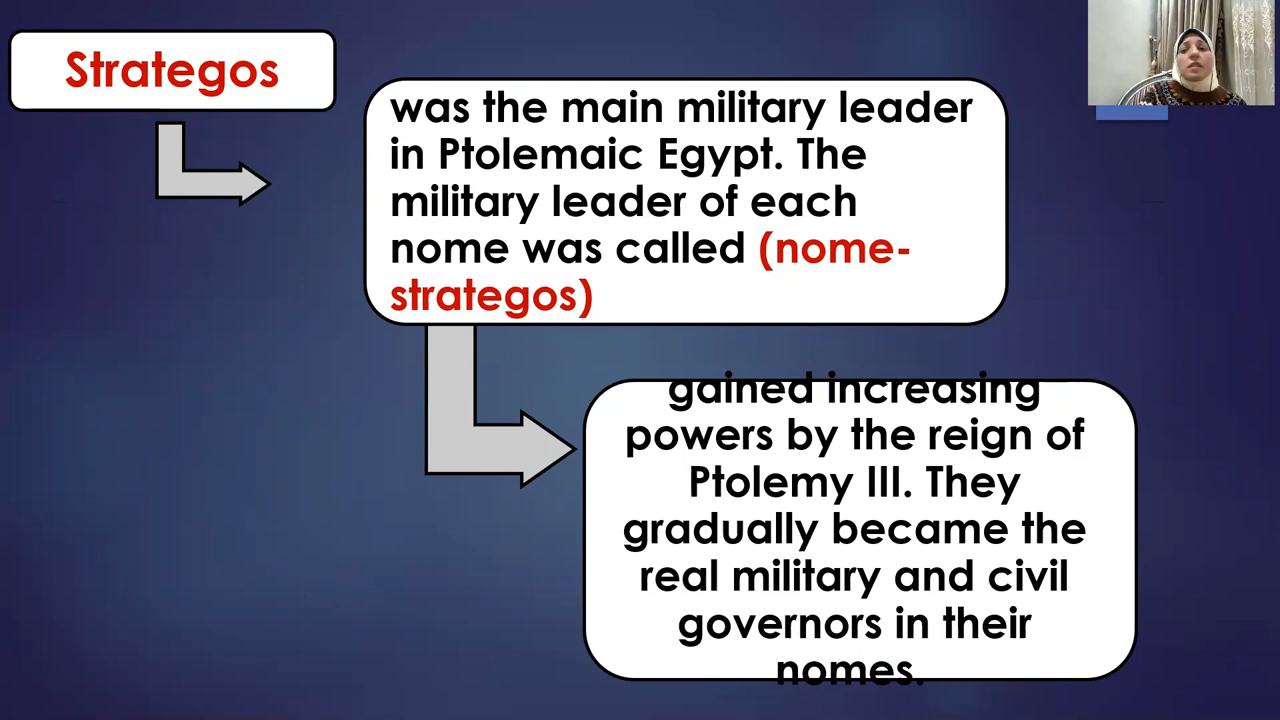 Strategos
was the main military leader
in Ptolemaic Egypt. The
military leader of each
nome was called (nome-
strategos)
gained increasing
powers by the reign of
Ptolemy III. They
gradually became the
real military and civil
governors in their
nomes.